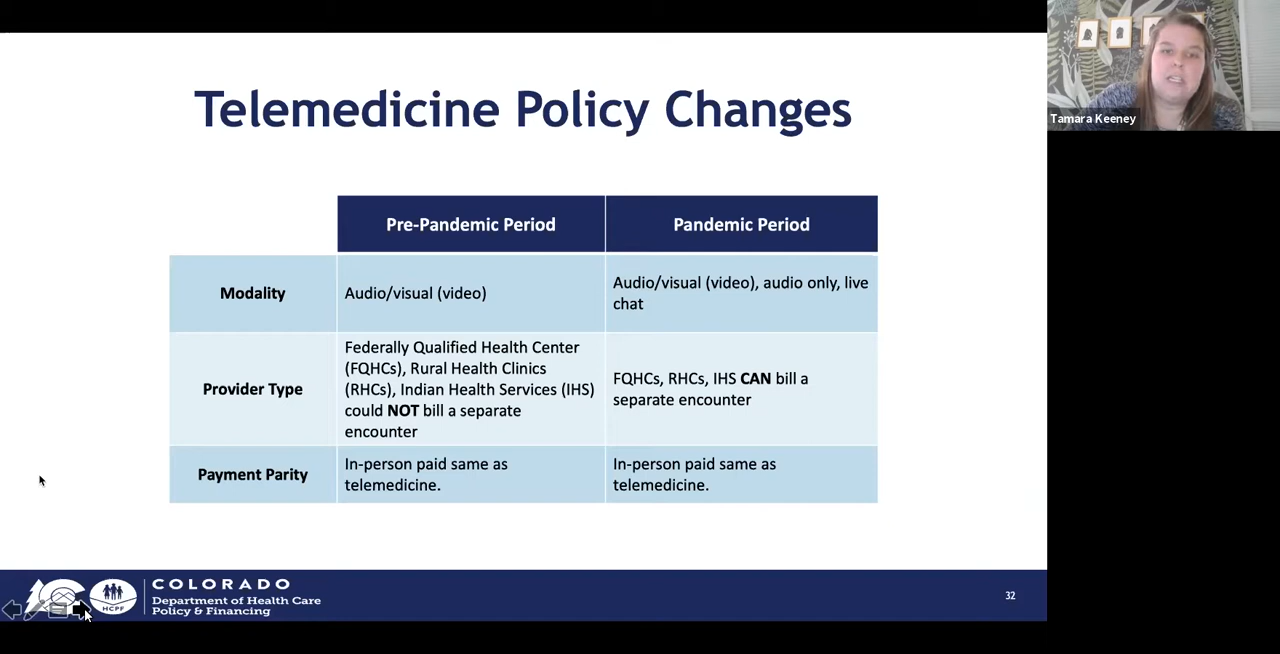 Telemedicine Policy Changes
Tamara Keeney
Pre-Pandemic Period
Pandemic Period
Modality
Audio/visual (video)
Audio/visual (video), audio only, live
chat
Provider Type
Federally Qualified Health Center
(FQHCs), Rural Health Clinics
(RHCs), Indian Health Services (IHS)
could NOT bill a separate
encounter
FQHCs, RHCs, IHS CAN bill a
separate encounter
Payment Parity
In-person paid same as
telemedicine.
In-person paid same as
telemedicine.
HCPF
COLORADO
Department of Health Care
Policy & Financing
32